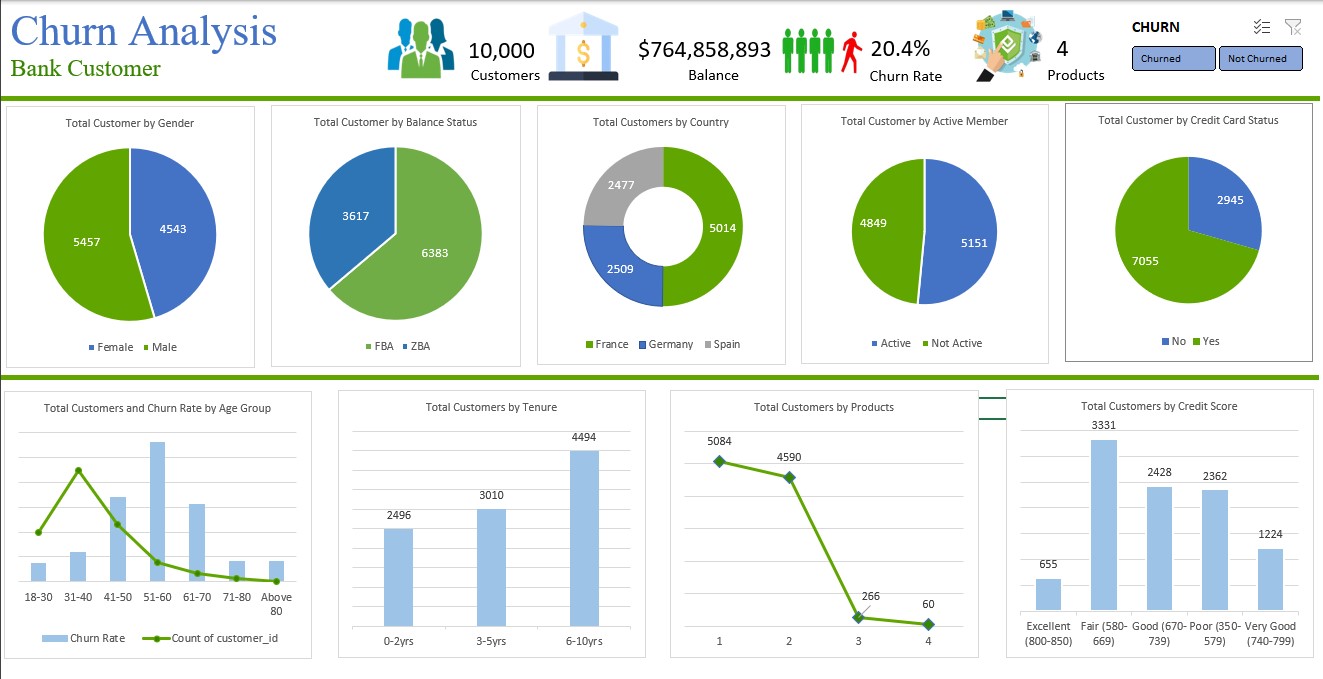 Churn Analysis
Bank Customer
10,000
Customers
$
$764,858,893
Balance
20.4%
Churn Rate
4
Products
CHURN
Churned
Not Churned
Total Customer by Gender
5457
4543
Female Male
Total Customer by Balance Status
3617
6383
FBA ZBA
Total Customers by Country
2477
5014
2509
France Germany Spain
Total Customer by Active Member
4849
5151
Active Not Active
Total Customer by Credit Card Status
2945
7055
No Yes
Total Customers and Churn Rate by Age Group
18-30 31-40 41-50 51-60 61-70 71-80 Above
80
Churn Rate Count of customer_id
Total Customers by Tenure
4494
3010
2496
0-2yrs 3-5yrs 6-10yrs
Total Customers by Products
5084
4590
266
60
1 2 3 4
Total Customers by Credit Score
3331
2428
2362
1224
655
Excellent Fair (580- Good (670- Poor (350- Very Good
(800-850) 669) 739) 579) (740-799)